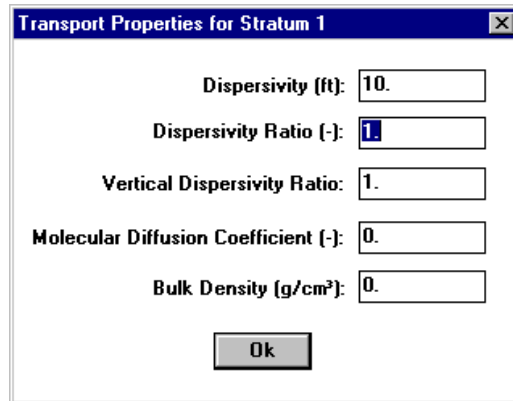 Transport Properties for Stratum 1
Dispersivity (ft): 10.
Dispersivity Ratio (-): 1.
Vertical Dispersivity Ratio: 1.
Molecular Diffusion Coefficient (-): 0.
Bulk Density (g/cm³): 0.
Ok